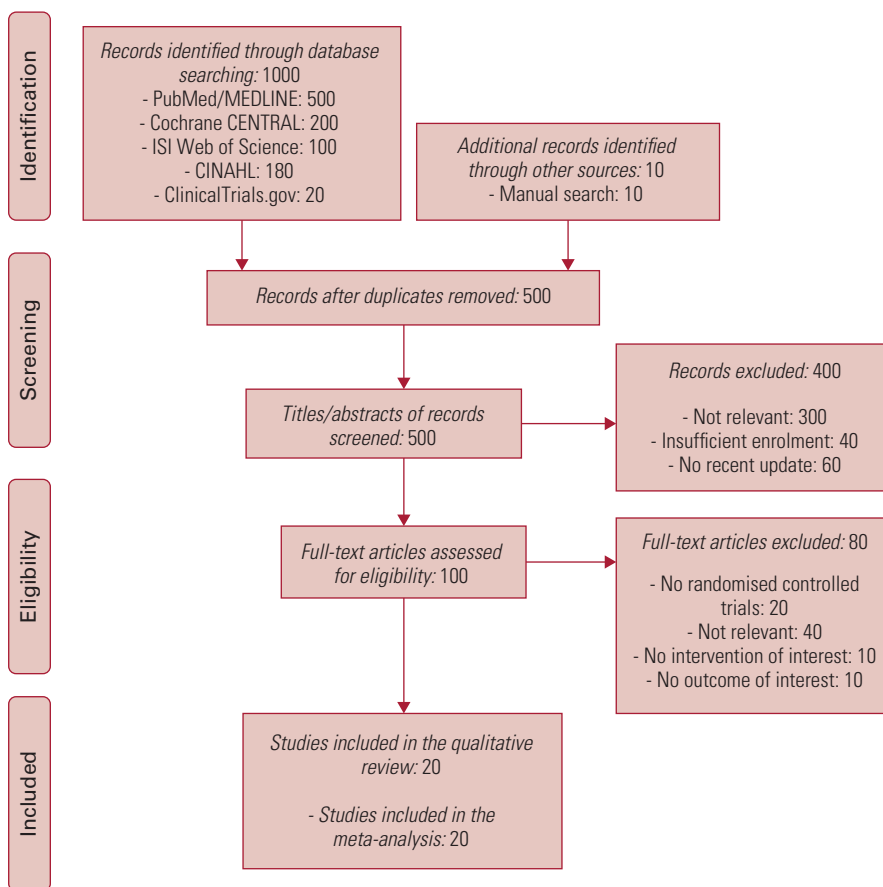 Identification
Records identified through database
searching: 1000
- PubMed/MEDLINE: 500
- Cochrane CENTRAL: 200
- ISI Web of Science: 100
- CINAHL: 180
- ClinicalTrials.gov: 20
Additional records identified
through other sources: 10
- Manual search: 10
Screening
Records after duplicates removed: 500
Titles/abstracts of records
screened: 500
Records excluded: 400
- Not relevant: 300
- Insufficient enrolment: 40
- No recent update: 60
Eligibility
Full-text articles assessed
for eligibility: 100
Full-text articles excluded: 80
- No randomised controlled
trials: 20
- Not relevant: 40
- No intervention of interest: 10
- No outcome of interest: 10
Included
Studies included in the qualitative
review: 20
- Studies included in the
meta-analysis: 20